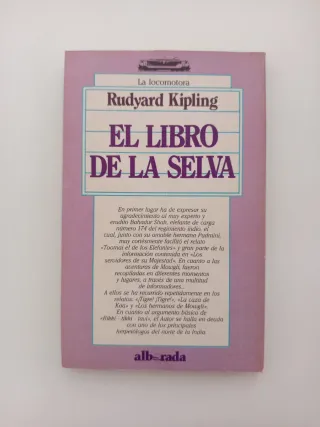 La locomotora
Rudyard Kipling
EL LIBRO
DE LA SELVA
En primer lugar ha de expresar su
agradecimiento al muy experto y
erudito Bahadur Shah, elefante de carga
número 174 del regimiento indio, el
cual, junto con su amable hermana Padmini,
muy cortésmente facilitó el relato
«Toomai el de los Elefantes» y gran parte de la
información contenida en «Los
servidores de su Majestad». En cuanto a las
aventuras de Mougli, fueron
recopiladas en diferentes momentos
y lugares, a través de una multitud
de informadores.
A ellos se ha recurrido repetidamente en los
relatos: «¡Tigre! ¡Tigre!», «La caza de
Kaa» y «Los hermanos de Mougli».
En cuanto al argumento básico de
«Rikki - tikki - tavi», el Autor se halla en deuda
con uno de los principales
herpetólogos del norte de la India.
alborada